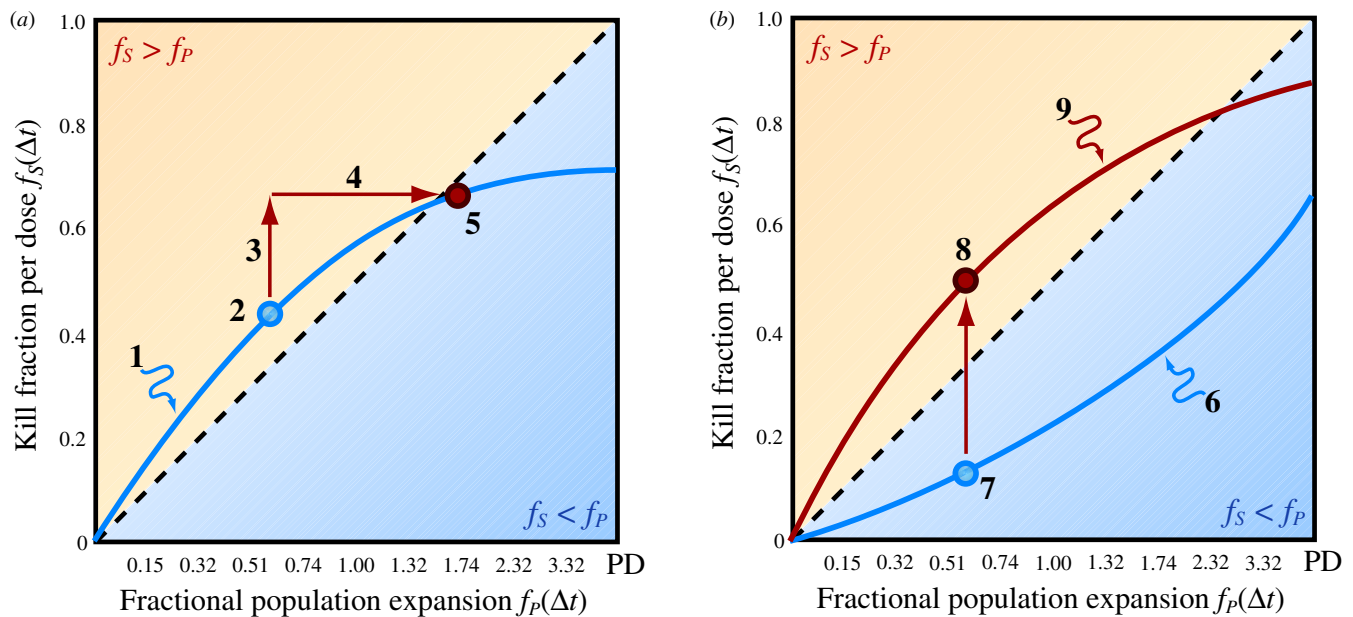 (a)
1.0
0.8
0.6
0.4
0.2
0
Kill fraction per dose fS(Δt)
fS > fP
fS < fP
1
2
3
4
5
0.15 0.32 0.51 0.74 1.00 1.32 1.74 2.32 3.32 PD
Fractional population expansion fP(Δt)
(b)
1.0
0.8
0.6
0.4
0.2
0
Kill fraction per dose fS(Δt)
fS > fP
fS < fP
9
8
7
6
0.15 0.32 0.51 0.74 1.00 1.32 1.74 2.32 3.32 PD
Fractional population expansion fP(Δt)